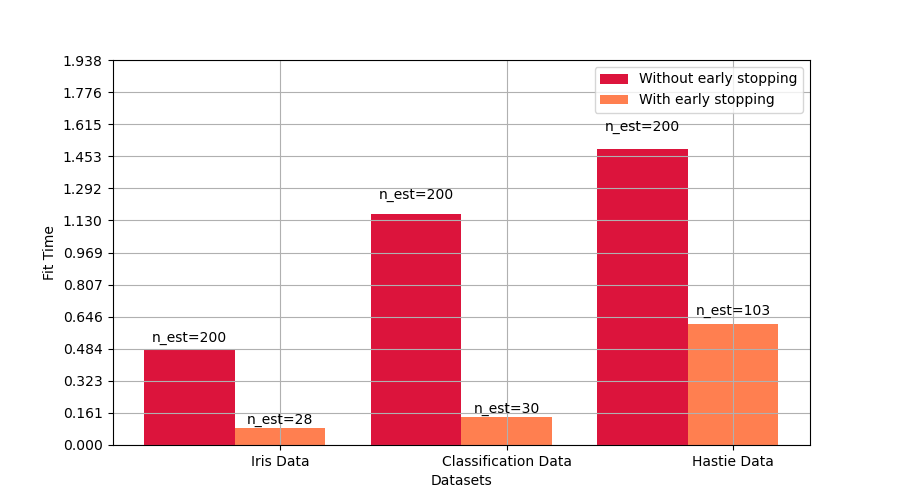 Without early stopping
With early stopping
1.938
1.776
1.615
1.453
1.292
1.130
0.969
0.807
0.646
0.484
0.323
0.161
0.000
Fit Time
n_est=200
n_est=28
n_est=200
n_est=30
n_est=200
n_est=103
Iris Data
Classification Data
Hastie Data
Datasets